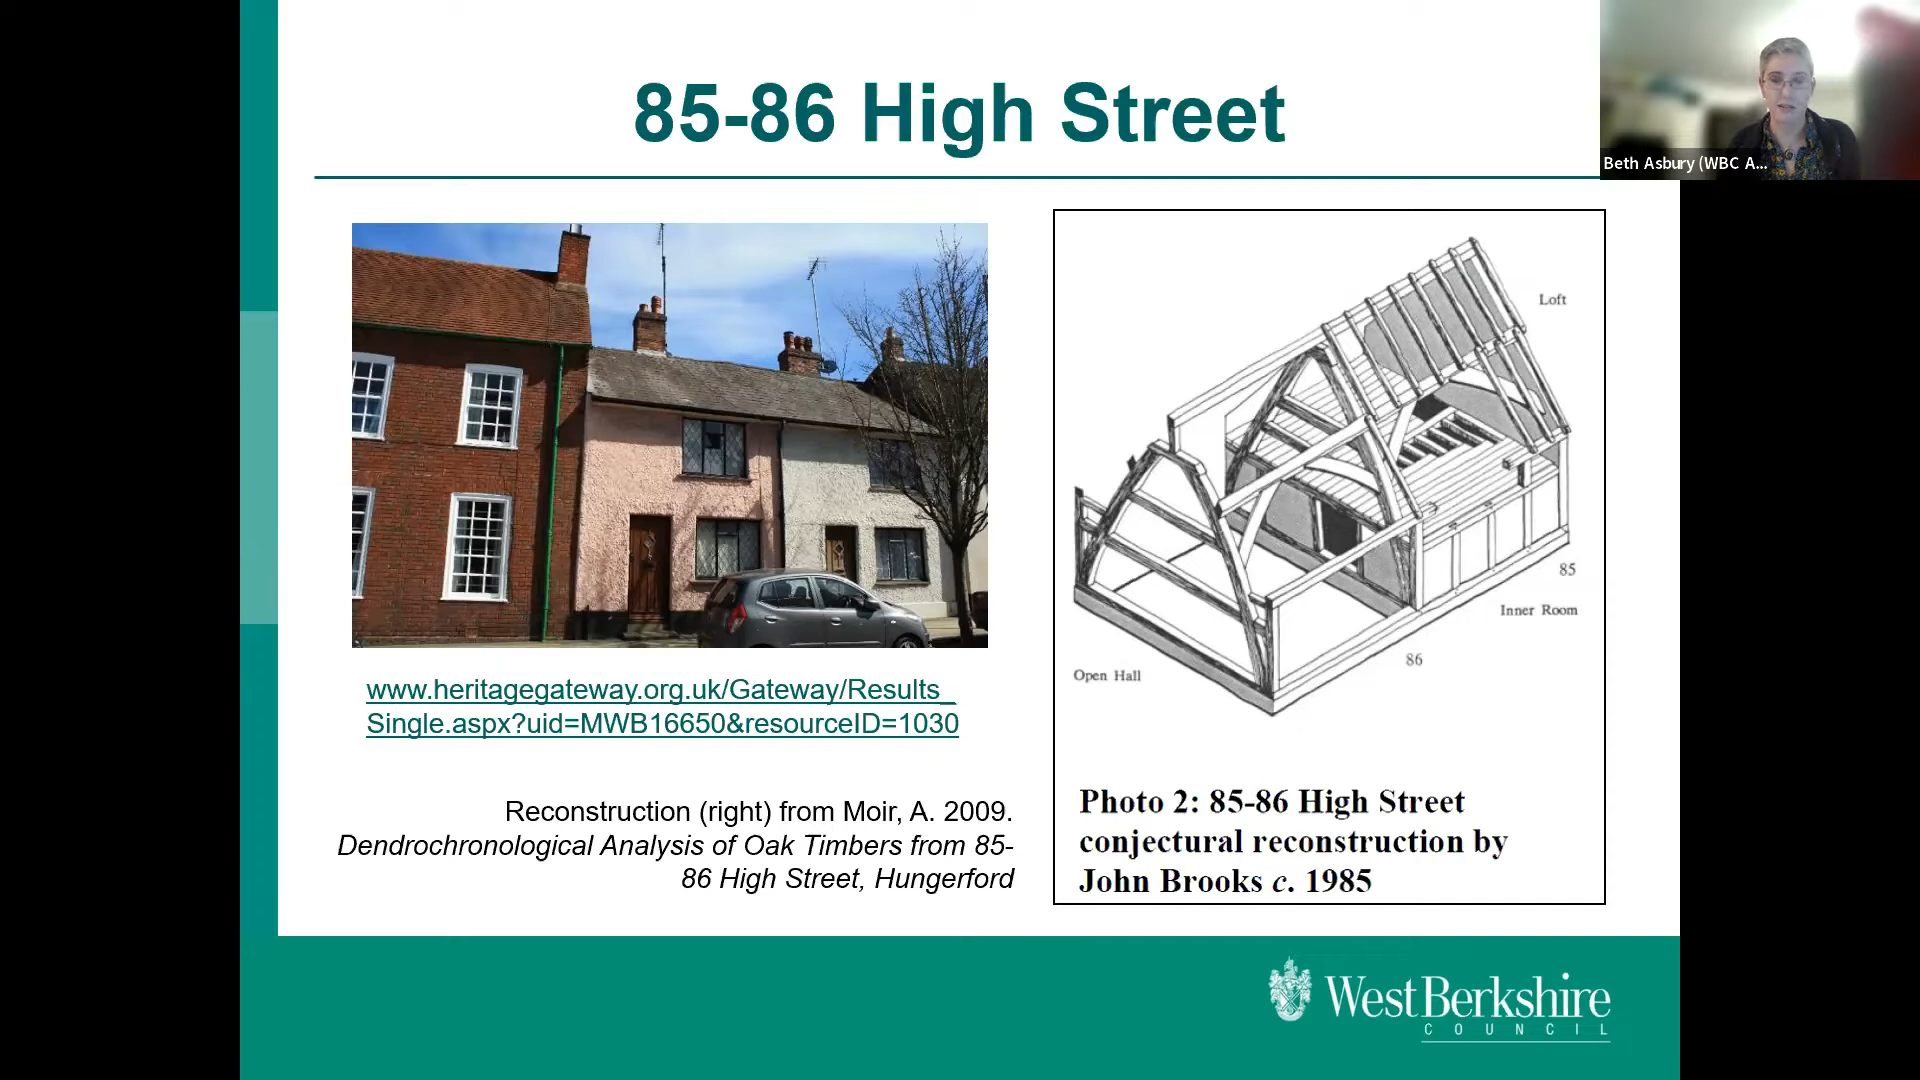 85-86 High Street
Beth Asbury (WBC A...
www.heritagegateway.org.uk/Gateway/Results_
Single.aspx?uid=MWB16650&resourceID=1030
Reconstruction (right) from Moir, A. 2009.
Dendrochronological Analysis of Oak Timbers from 85-
86 High Street, Hungerford
Loft
85
Inner Room
86
Open Hall
Photo 2: 85-86 High Street
conjectural reconstruction by
John Brooks c. 1985
WestBerkshire
COUNCIL